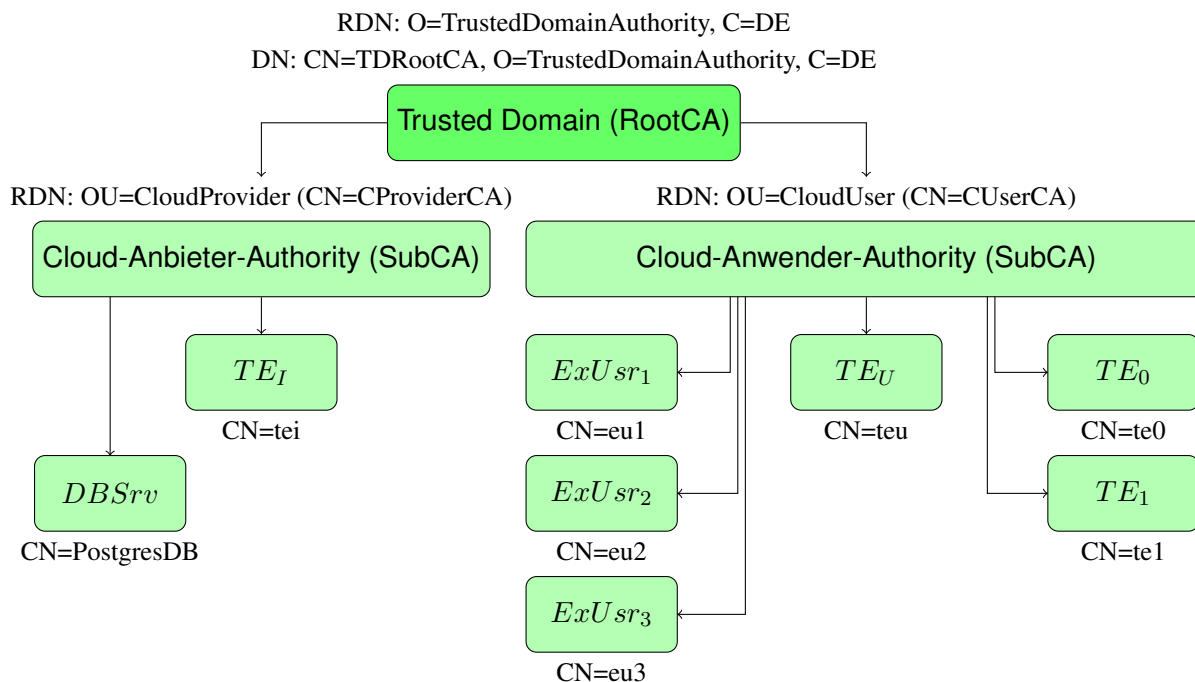 RDN: O=TrustedDomainAuthority, C=DE
DN: CN=TDRootCA, O=TrustedDomainAuthority, C=DE
Trusted Domain (RootCA)
RDN: OU=CloudProvider (CN=CProviderCA)
RDN: OU=CloudUser (CN=CUserCA)
Cloud-Anbieter-Authority (SubCA)
Cloud-Anwender-Authority (SubCA)
TE_I
ExUsr_1
TE_U
TE_0
CN=tei
CN=eu1
CN=teu
CN=te0
DBSrv
ExUsr_2
TE_1
CN=PostgresDB
CN=eu2
CN=te1
ExUsr_3
CN=eu3